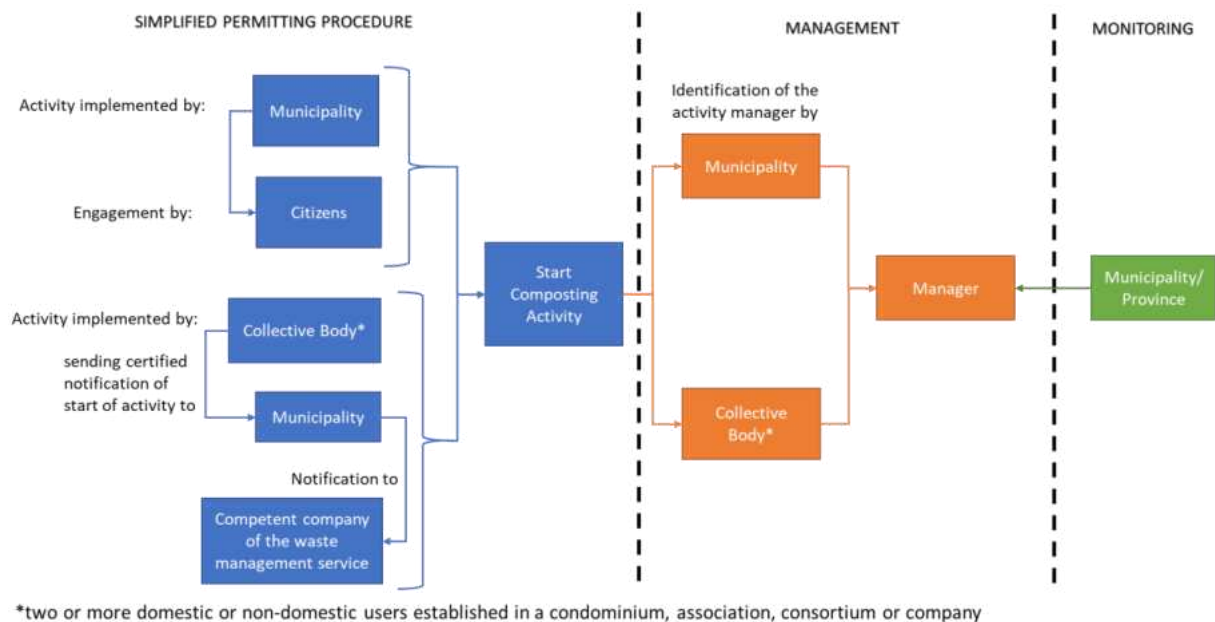 SIMPLIFIED PERMITTING PROCEDURE
MANAGEMENT
MONITORING
Activity implemented by:
Municipality
Engagement by:
Citizens
Activity implemented by:
Collective Body*
sending certified
notification of
start of activity to
Municipality
Notification to
Competent company
of the waste
management service
Start
Composting
Activity
Identification of the
activity manager by
Municipality
Collective
Body*
Manager
Municipality/
Province
*two or more domestic or non-domestic users established in a condominium, association, consortium or company